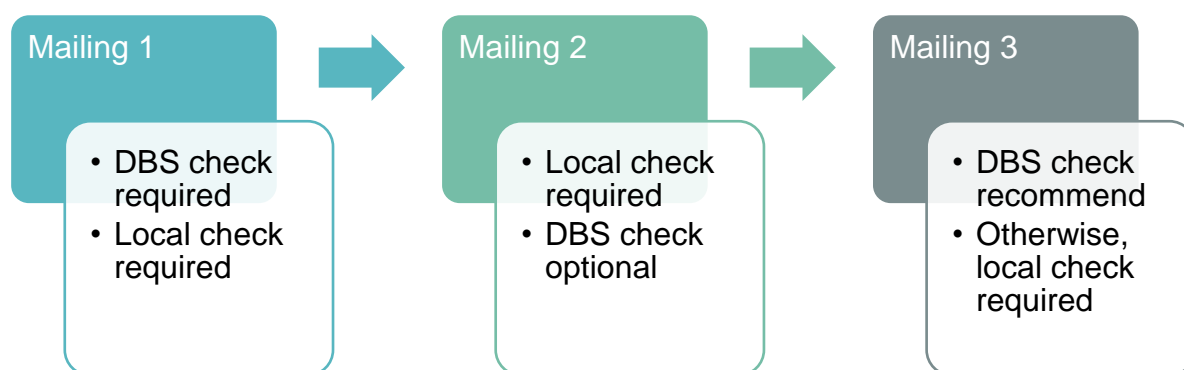 Mailing 1
• DBS check
required
• Local check
required
Mailing 2
• Local check
required
• DBS check
optional
Mailing 3
• DBS check
recommend
• Otherwise,
local check
required